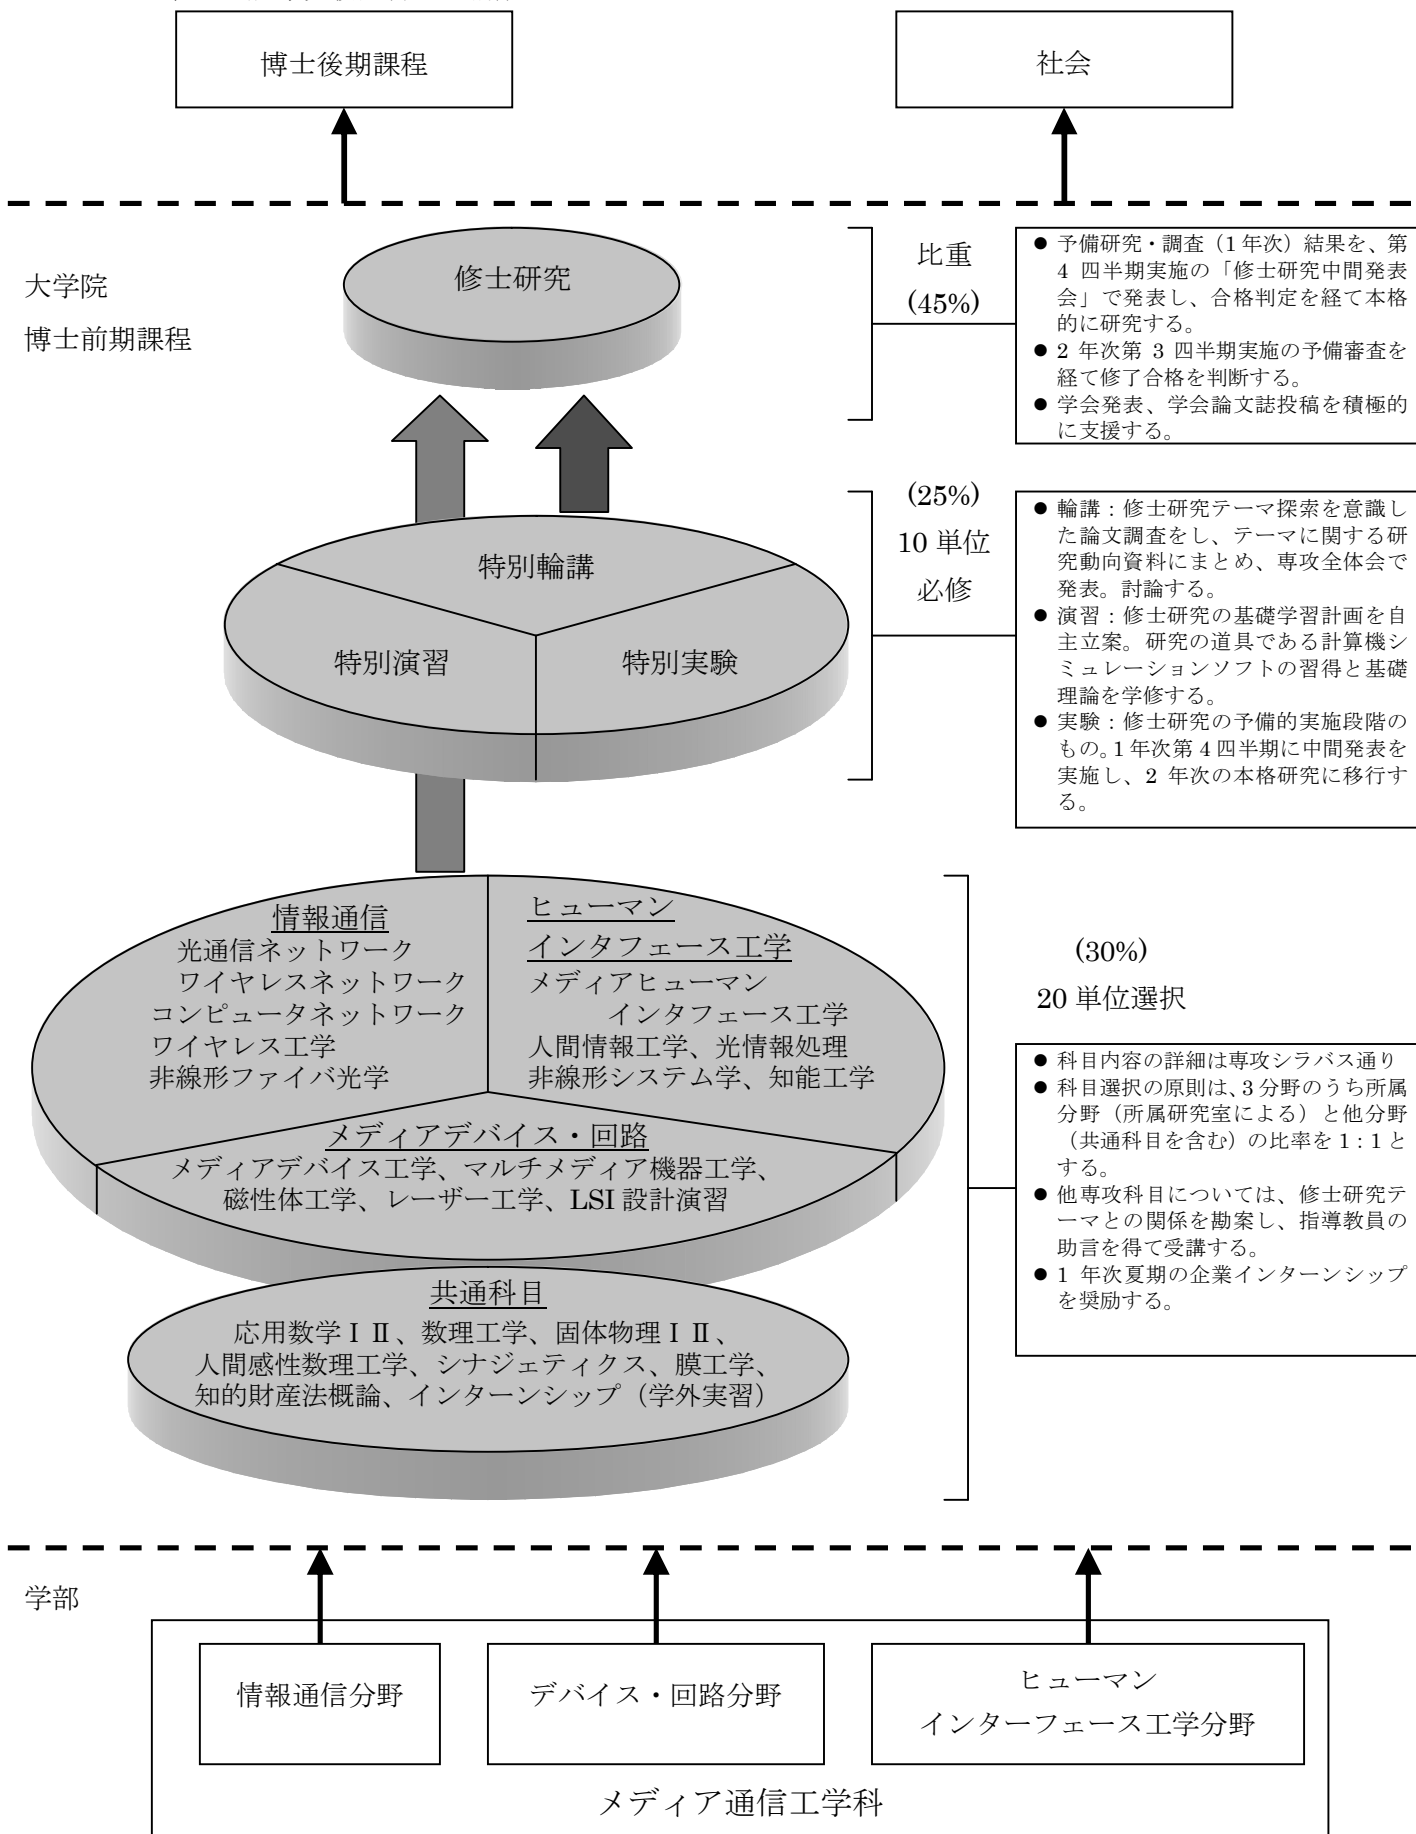 博士後期課程
社会
大学院
博士前期課程
修士研究
比重
(45%)
● 予備研究・調査（1 年次）結果を、第
4 四半期実施の「修士研究中間発表
会」で発表し、合格判定を経て本格
的に研究する。
● 2 年次第 3 四半期実施の予備審査を
経て修了合格を判断する。
● 学会発表、学会論文誌投稿を積極的
に支援する。
特別輪講
特別演習
特別実験
(25%)
10 単位
必修
● 輪講：修士研究テーマ探索を意識し
た論文調査をし、テーマに関する研
究動向資料にまとめ、専攻全体会で
発表。討論する。
● 演習：修士研究の基礎学習計画を自
主立案。研究の道具である計算機シ
ミュレーションソフトの習得と基礎
理論を学修する。
● 実験：修士研究の予備的実施段階の
もの。1 年次第 4 四半期に中間発表を
実施し、2 年次の本格研究に移行す
る。
情報通信
光通信ネットワーク
ワイヤレスネットワーク
コンピュータネットワーク
ワイヤレス工学
非線形ファイバ光学
ヒューマン
インタフェース工学
メディアヒューマン
インタフェース工学
人間情報工学、光情報処理
非線形システム学、知能工学
メディアデバイス・回路
メディアデバイス工学、マルチメディア機器工学、
磁性体工学、レーザー工学、LSI 設計演習
共通科目
応用数学Ⅰ Ⅱ、数理工学、固体物理Ⅰ Ⅱ、
人間感性数理工学、シナジェティクス、膜工学、
知的財産法概論、インターンシップ（学外実習）
(30%)
20 単位選択
● 科目内容の詳細は専攻シラバス通り
● 科目選択の原則は、3 分野のうち所属
分野（所属研究室による）と他分野
（共通科目を含む）の比率を 1：1 と
する。
● 他専攻科目については、修士研究テ
ーマとの関係を勘案し、指導教員の
助言を得て受講する。
● 1 年次夏期の企業インターンシップ
を奨励する。
学部
情報通信分野
デバイス・回路分野
ヒューマン
インターフェース工学分野
メディア通信工学科